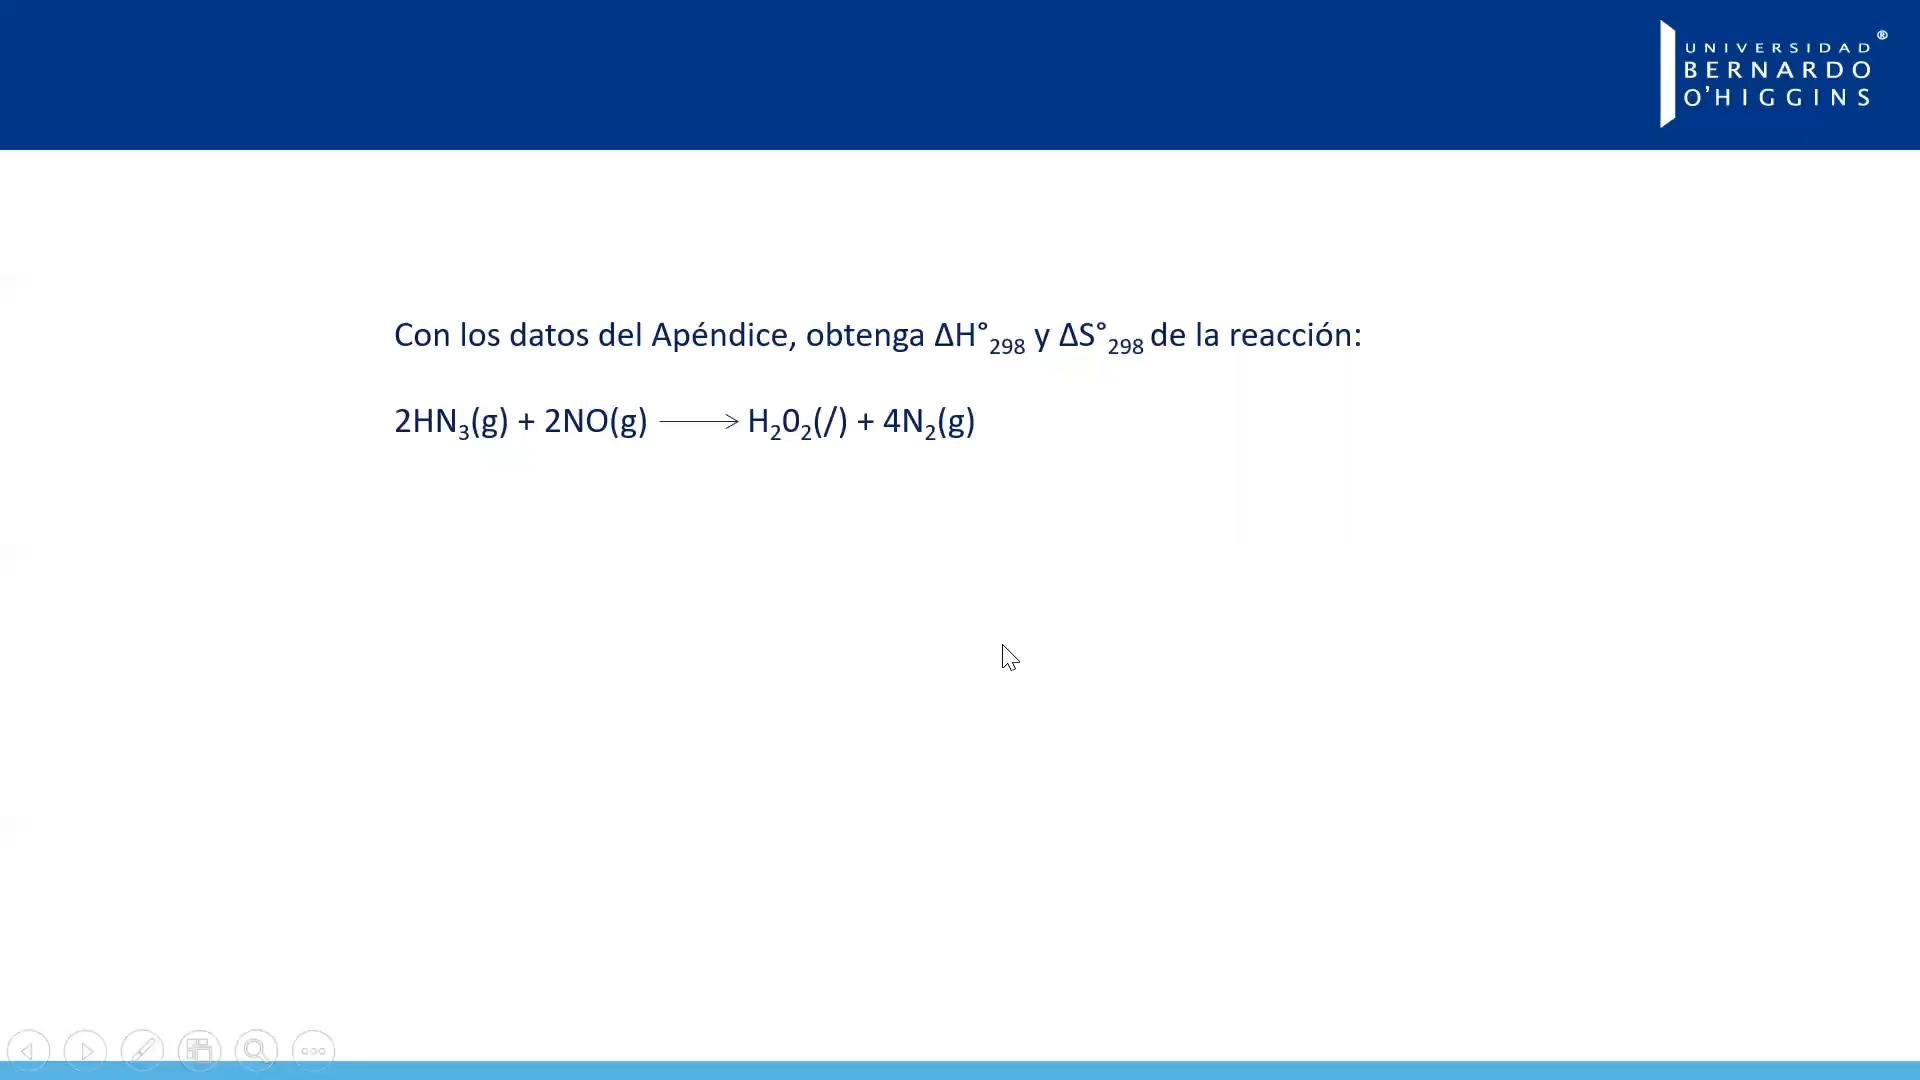 UNIVERSIDAD®
BERNARDO
O'HIGGINS
Con los datos del Apéndice, obtenga ΔH°₂₉₈ y ΔS°₂₉₈ de la reacción:
2HN₃(g) + 2NO(g) ⟶ H₂0₂(/) + 4N₂(g)